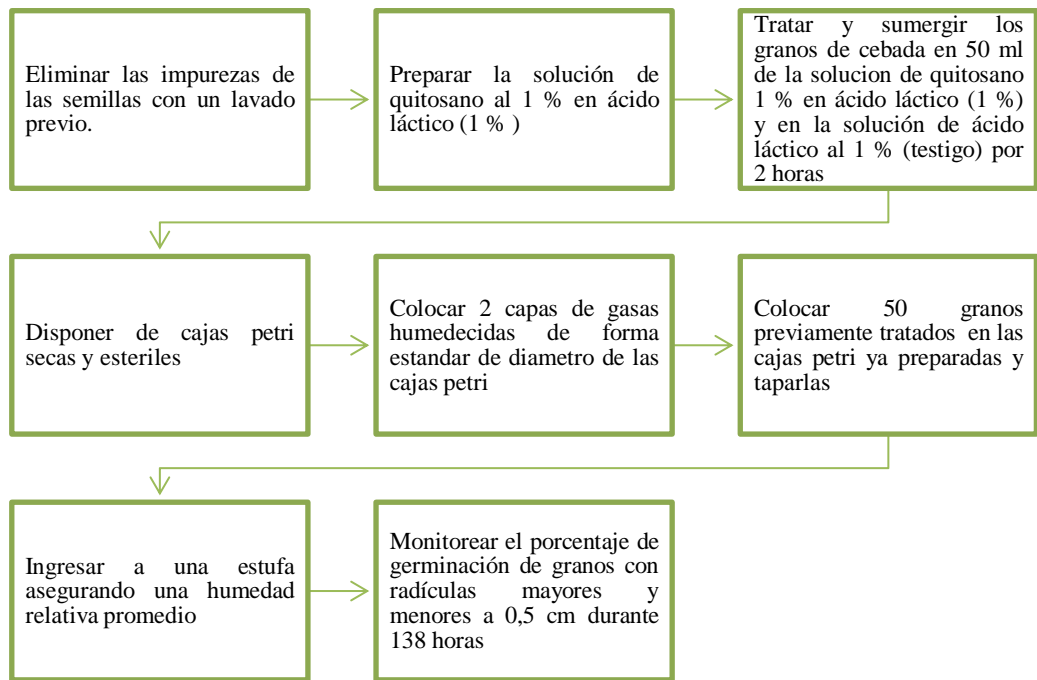 Eliminar las impurezas de
las semillas con un lavado
previo.
Preparar la solución de
quitosano al 1 % en ácido
láctico (1 % )
Tratar y sumergir los
granos de cebada en 50 ml
de la solucion de quitosano
1 % en ácido láctico (1 %)
y en la solución de ácido
láctico al 1 % (testigo) por
2 horas
Disponer de cajas petri
secas y esteriles
Colocar 2 capas de gasas
humedecidas de forma
estandar de diametro de las
cajas petri
Colocar 50 granos
previamente tratados en las
cajas petri ya preparadas y
taparlas
Ingresar a una estufa
asegurando una humedad
relativa promedio
Monitorear el porcentaje de
germinación de granos con
radículas mayores y
menores a 0,5 cm durante
138 horas